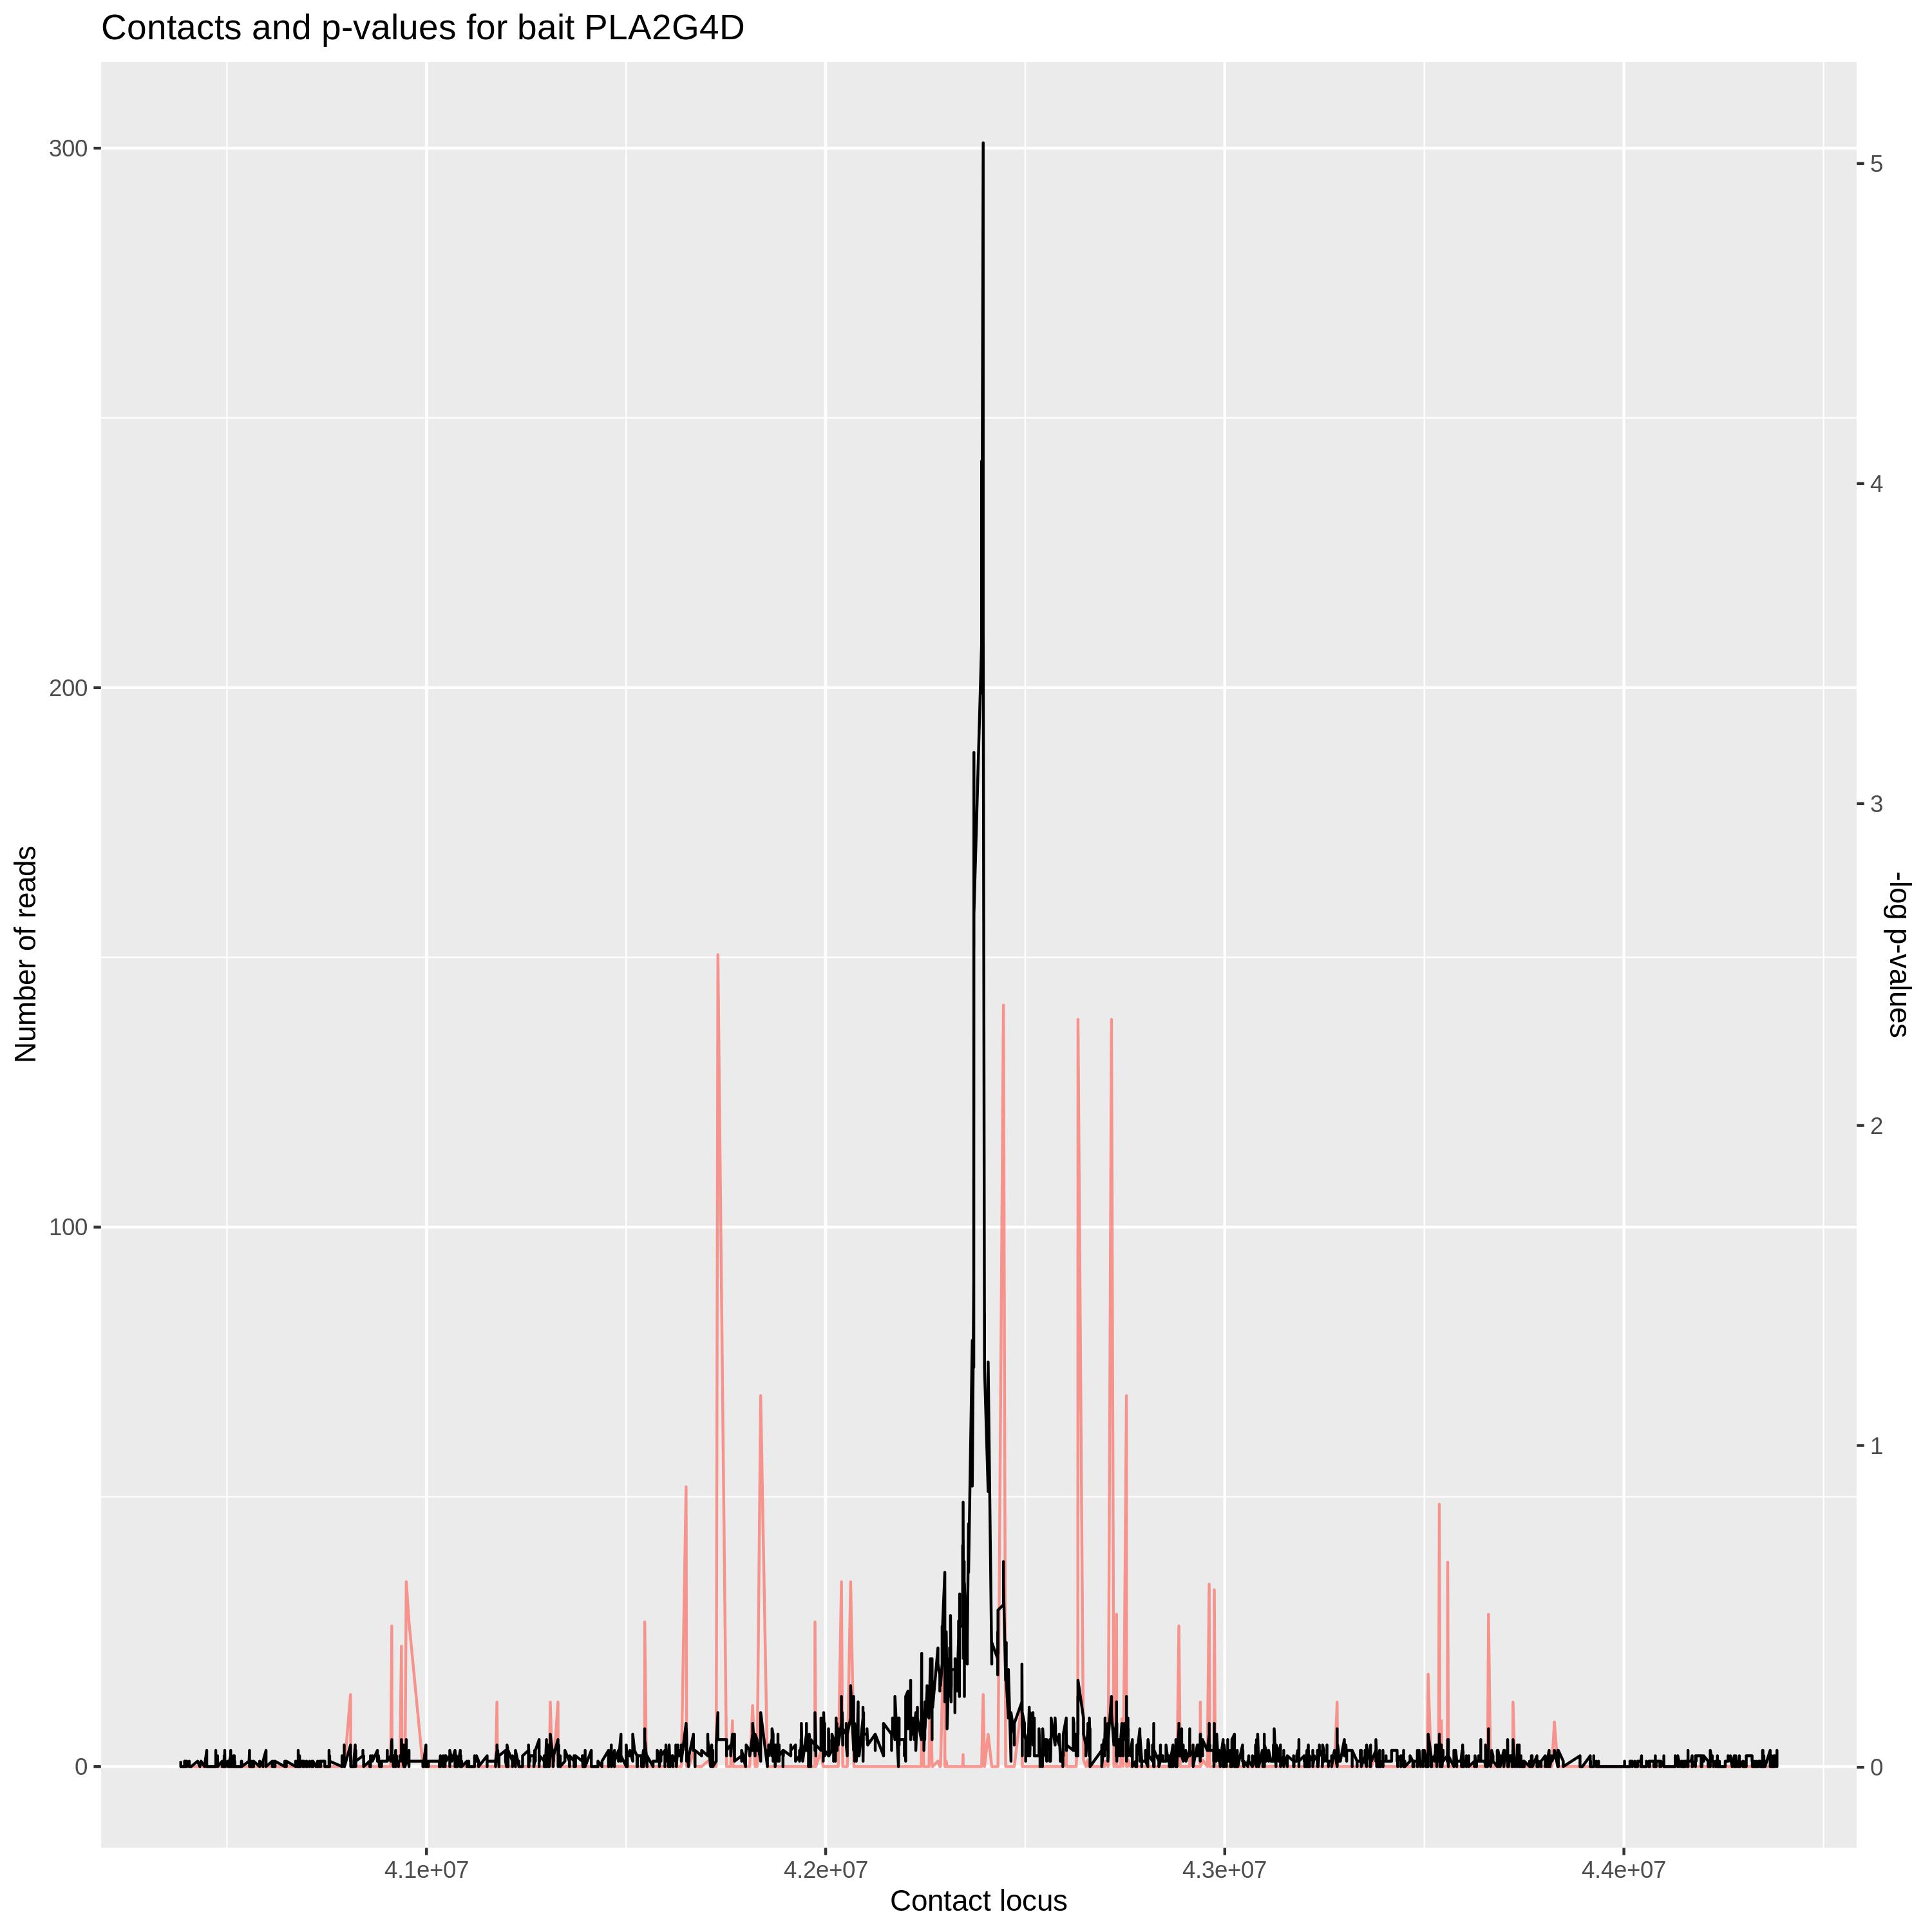 Contacts and p-values for bait PLA2G4D
Number of reads
300
200
100
0
5
4
3
2
1
0
-log p-values
4.1e+07
4.2e+07
4.3e+07
4.4e+07
Contact locus